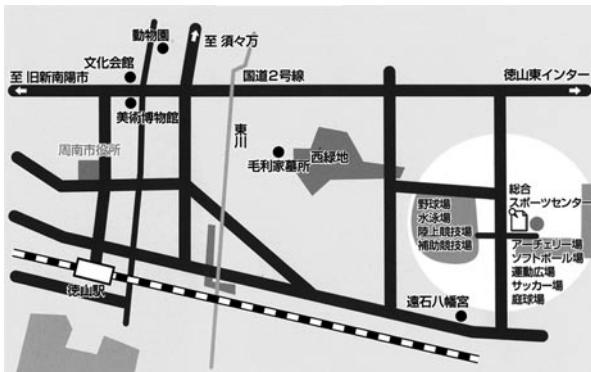 動物園
至 須々万
文化会館
至 旧新南陽市
国道2号線
徳山東インター
美術博物館
東川
周南市役所
毛利家墓所
西緑地
野球場
水泳場
陸上競技場
補助競技場
総合
スポーツセンター
アーチェリー場
ソフトボール場
運動広場
サッカー場
庭球場
徳山駅
遠石八幡宮